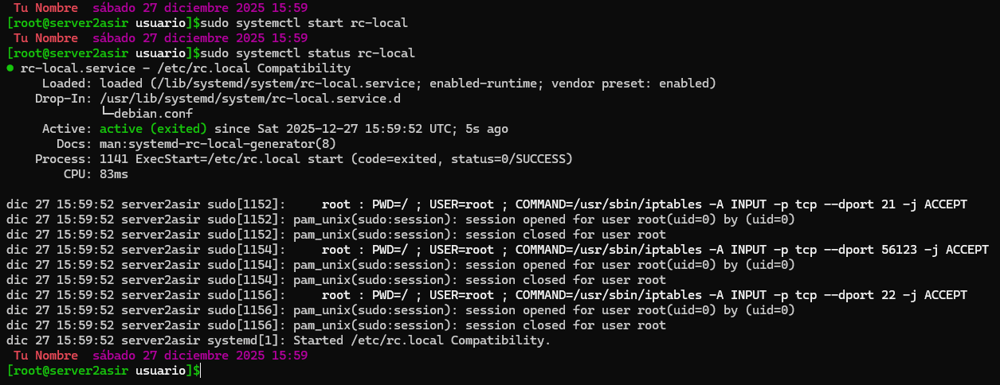 Tu Nombre  sábado 27 diciembre 2025 15:59
[root@server2asir usuario]$sudo systemctl start rc-local
Tu Nombre  sábado 27 diciembre 2025 15:59
[root@server2asir usuario]$sudo systemctl status rc-local
● rc-local.service - /etc/rc.local Compatibility
     Loaded: loaded (/lib/systemd/system/rc-local.service; enabled-runtime; vendor preset: enabled)
    Drop-In: /usr/lib/systemd/system/rc-local.service.d
             └─debian.conf
     Active: active (exited) since Sat 2025-12-27 15:59:52 UTC; 5s ago
       Docs: man:systemd-rc-local-generator(8)
    Process: 1141 ExecStart=/etc/rc.local start (code=exited, status=0/SUCCESS)
        CPU: 83ms

dic 27 15:59:52 server2asir sudo[1152]:     root : PWD=/ ; USER=root ; COMMAND=/usr/sbin/iptables -A INPUT -p tcp --dport 21 -j ACCEPT
dic 27 15:59:52 server2asir sudo[1152]: pam_unix(sudo:session): session opened for user root(uid=0) by (uid=0)
dic 27 15:59:52 server2asir sudo[1152]: pam_unix(sudo:session): session closed for user root
dic 27 15:59:52 server2asir sudo[1154]:     root : PWD=/ ; USER=root ; COMMAND=/usr/sbin/iptables -A INPUT -p tcp --dport 56123 -j ACCEPT
dic 27 15:59:52 server2asir sudo[1154]: pam_unix(sudo:session): session opened for user root(uid=0) by (uid=0)
dic 27 15:59:52 server2asir sudo[1154]: pam_unix(sudo:session): session closed for user root
dic 27 15:59:52 server2asir sudo[1156]:     root : PWD=/ ; USER=root ; COMMAND=/usr/sbin/iptables -A INPUT -p tcp --dport 22 -j ACCEPT
dic 27 15:59:52 server2asir sudo[1156]: pam_unix(sudo:session): session opened for user root(uid=0) by (uid=0)
dic 27 15:59:52 server2asir sudo[1156]: pam_unix(sudo:session): session closed for user root
dic 27 15:59:52 server2asir systemd[1]: Started /etc/rc.local Compatibility.
Tu Nombre  sábado 27 diciembre 2025 15:59
[root@server2asir usuario]$